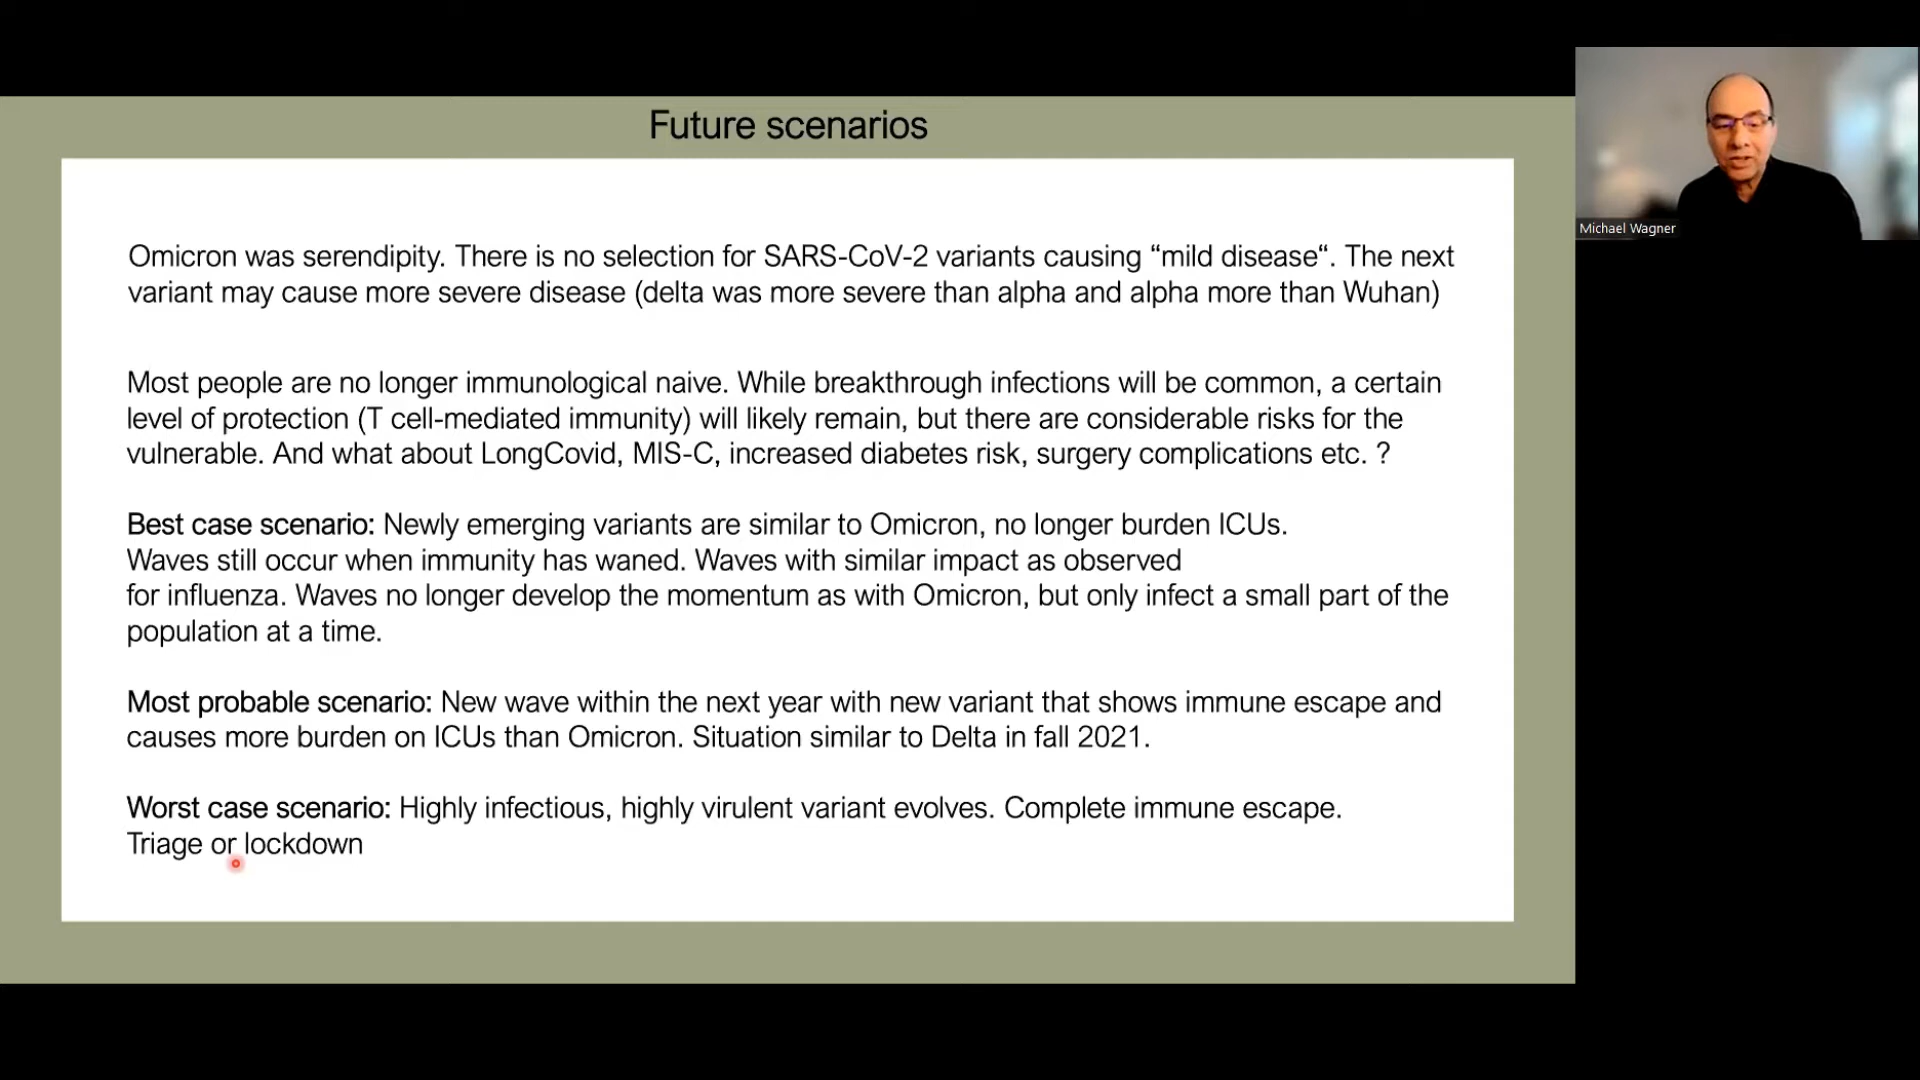 Future scenarios
Michael Wagner
Omicron was serendipity. There is no selection for SARS-CoV-2 variants causing “mild disease“. The next
variant may cause more severe disease (delta was more severe than alpha and alpha more than Wuhan)
Most people are no longer immunological naive. While breakthrough infections will be common, a certain
level of protection (T cell-mediated immunity) will likely remain, but there are considerable risks for the
vulnerable. And what about LongCovid, MIS-C, increased diabetes risk, surgery complications etc. ?
Best case scenario: Newly emerging variants are similar to Omicron, no longer burden ICUs.
Waves still occur when immunity has waned. Waves with similar impact as observed
for influenza. Waves no longer develop the momentum as with Omicron, but only infect a small part of the
population at a time.
Most probable scenario: New wave within the next year with new variant that shows immune escape and
causes more burden on ICUs than Omicron. Situation similar to Delta in fall 2021.
Worst case scenario: Highly infectious, highly virulent variant evolves. Complete immune escape.
Triage or lockdown